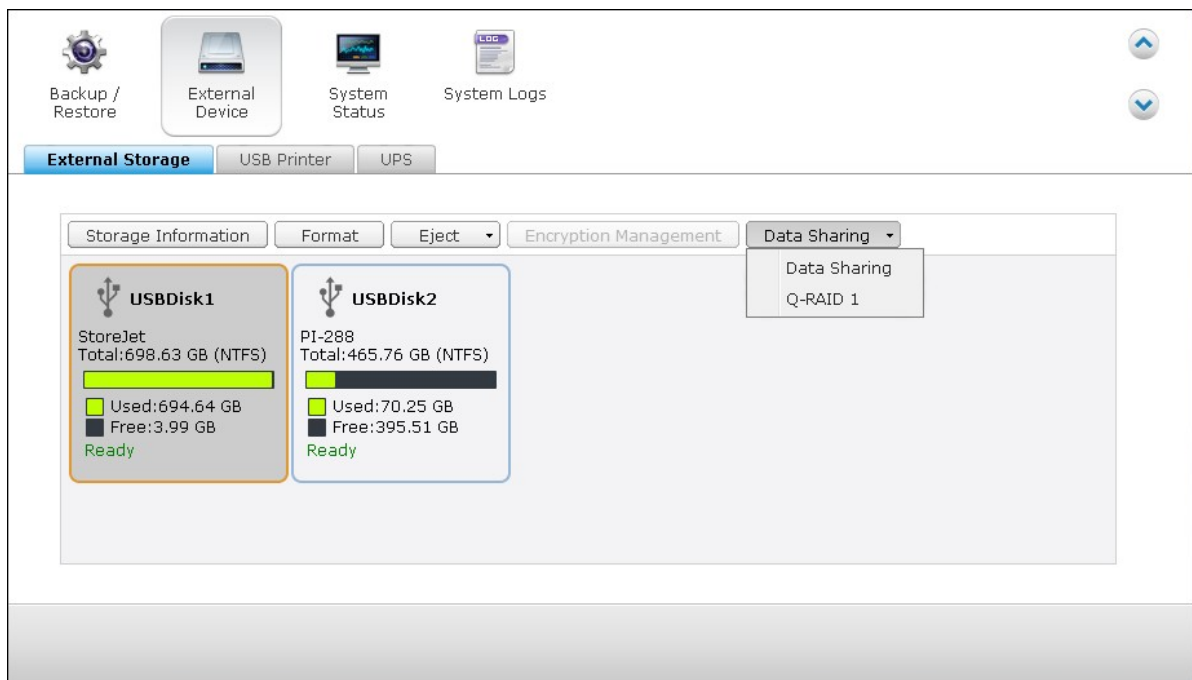 LOG
Backup /
Restore
External
Device
System
Status
System Logs
External Storage
USB Printer
UPS
Storage Information
Format
Eject
Encryption Management
Data Sharing
Data Sharing
Q-RAID 1
USBDisk1
StoreJet
Total:698.63 GB (NTFS)
Used:694.64 GB
Free:3.99 GB
Ready
USBDisk2
PI-288
Total:465.76 GB (NTFS)
Used:70.25 GB
Free:395.51 GB
Ready